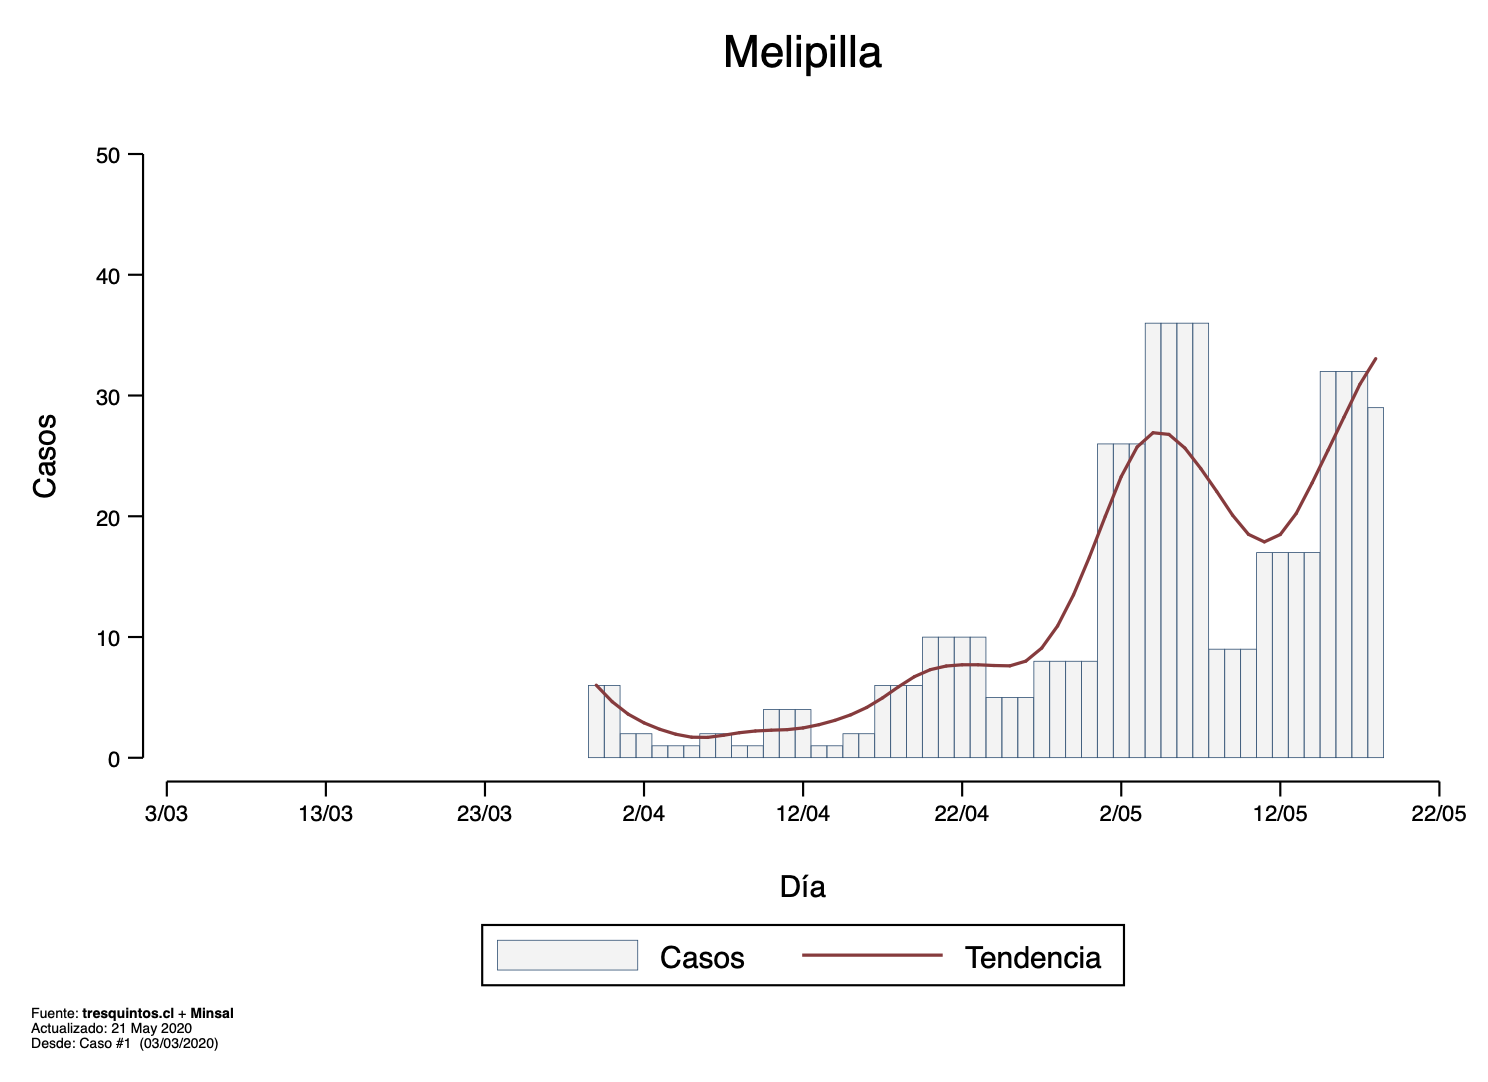 Melipilla
50
40
30
20
10
0
Casos
3/03 13/03 23/03 2/04 12/04 22/04 2/05 12/05 22/05
Día
Casos Tendencia
Fuente: tresquintos.cl + Minsal
Actualizado: 21 May 2020
Desde: Caso #1 (03/03/2020)